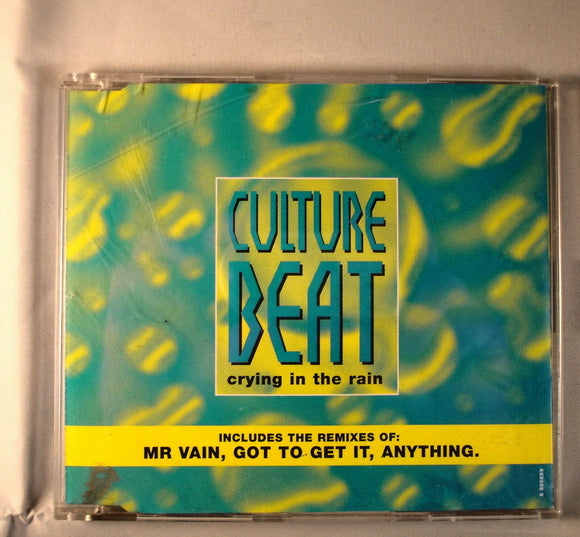 CULTURE
BEAT
crying in the rain
INCLUDES THE REMIXES OF:
MR VAIN, GOT TO GET IT, ANYTHING.